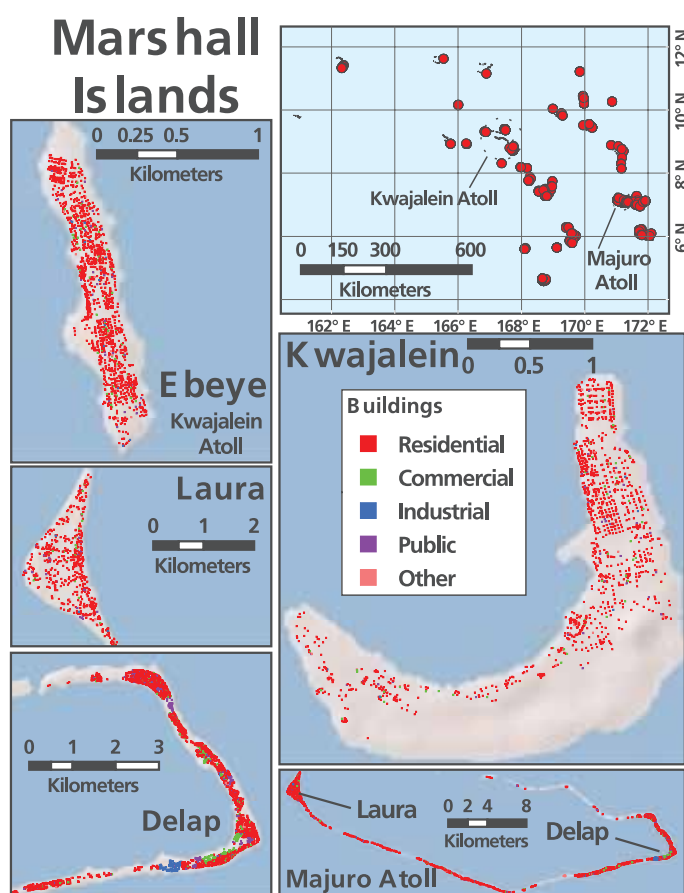 Marshall
Islands
0 0.25 0.5 1
Kilometers
Ebeye
Kwajalein
Atoll
12° N
10° N
8° N
6° N
Kwajalein Atoll
Majuro
Atoll
0 150 300 600
Kilometers
162° E 164° E 166° E 168° E 170° E 172° E
Kwajalein
0 0.5 1
Buildings
Residential
Commercial
Industrial
Public
Other
Laura
0 1 2
Kilometers
0 1 2 3
Kilometers
Delap
Laura
0 2 4 8
Kilometers
Delap
Majuro Atoll